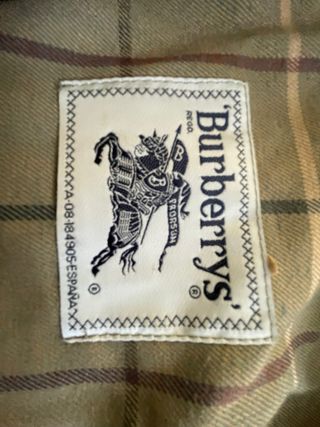 'Burberrys'
REGD.
®
B
B
PRORSUM
®
A-08-184905-ESPAÑA